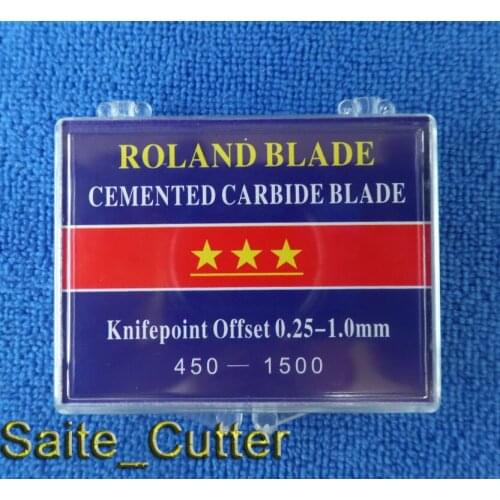 ROLAND BLADE
CEMENTED CARBIDE BLADE
Knifepoint Offset 0.25-1.0mm
450 — 1500
Saite_Cutter